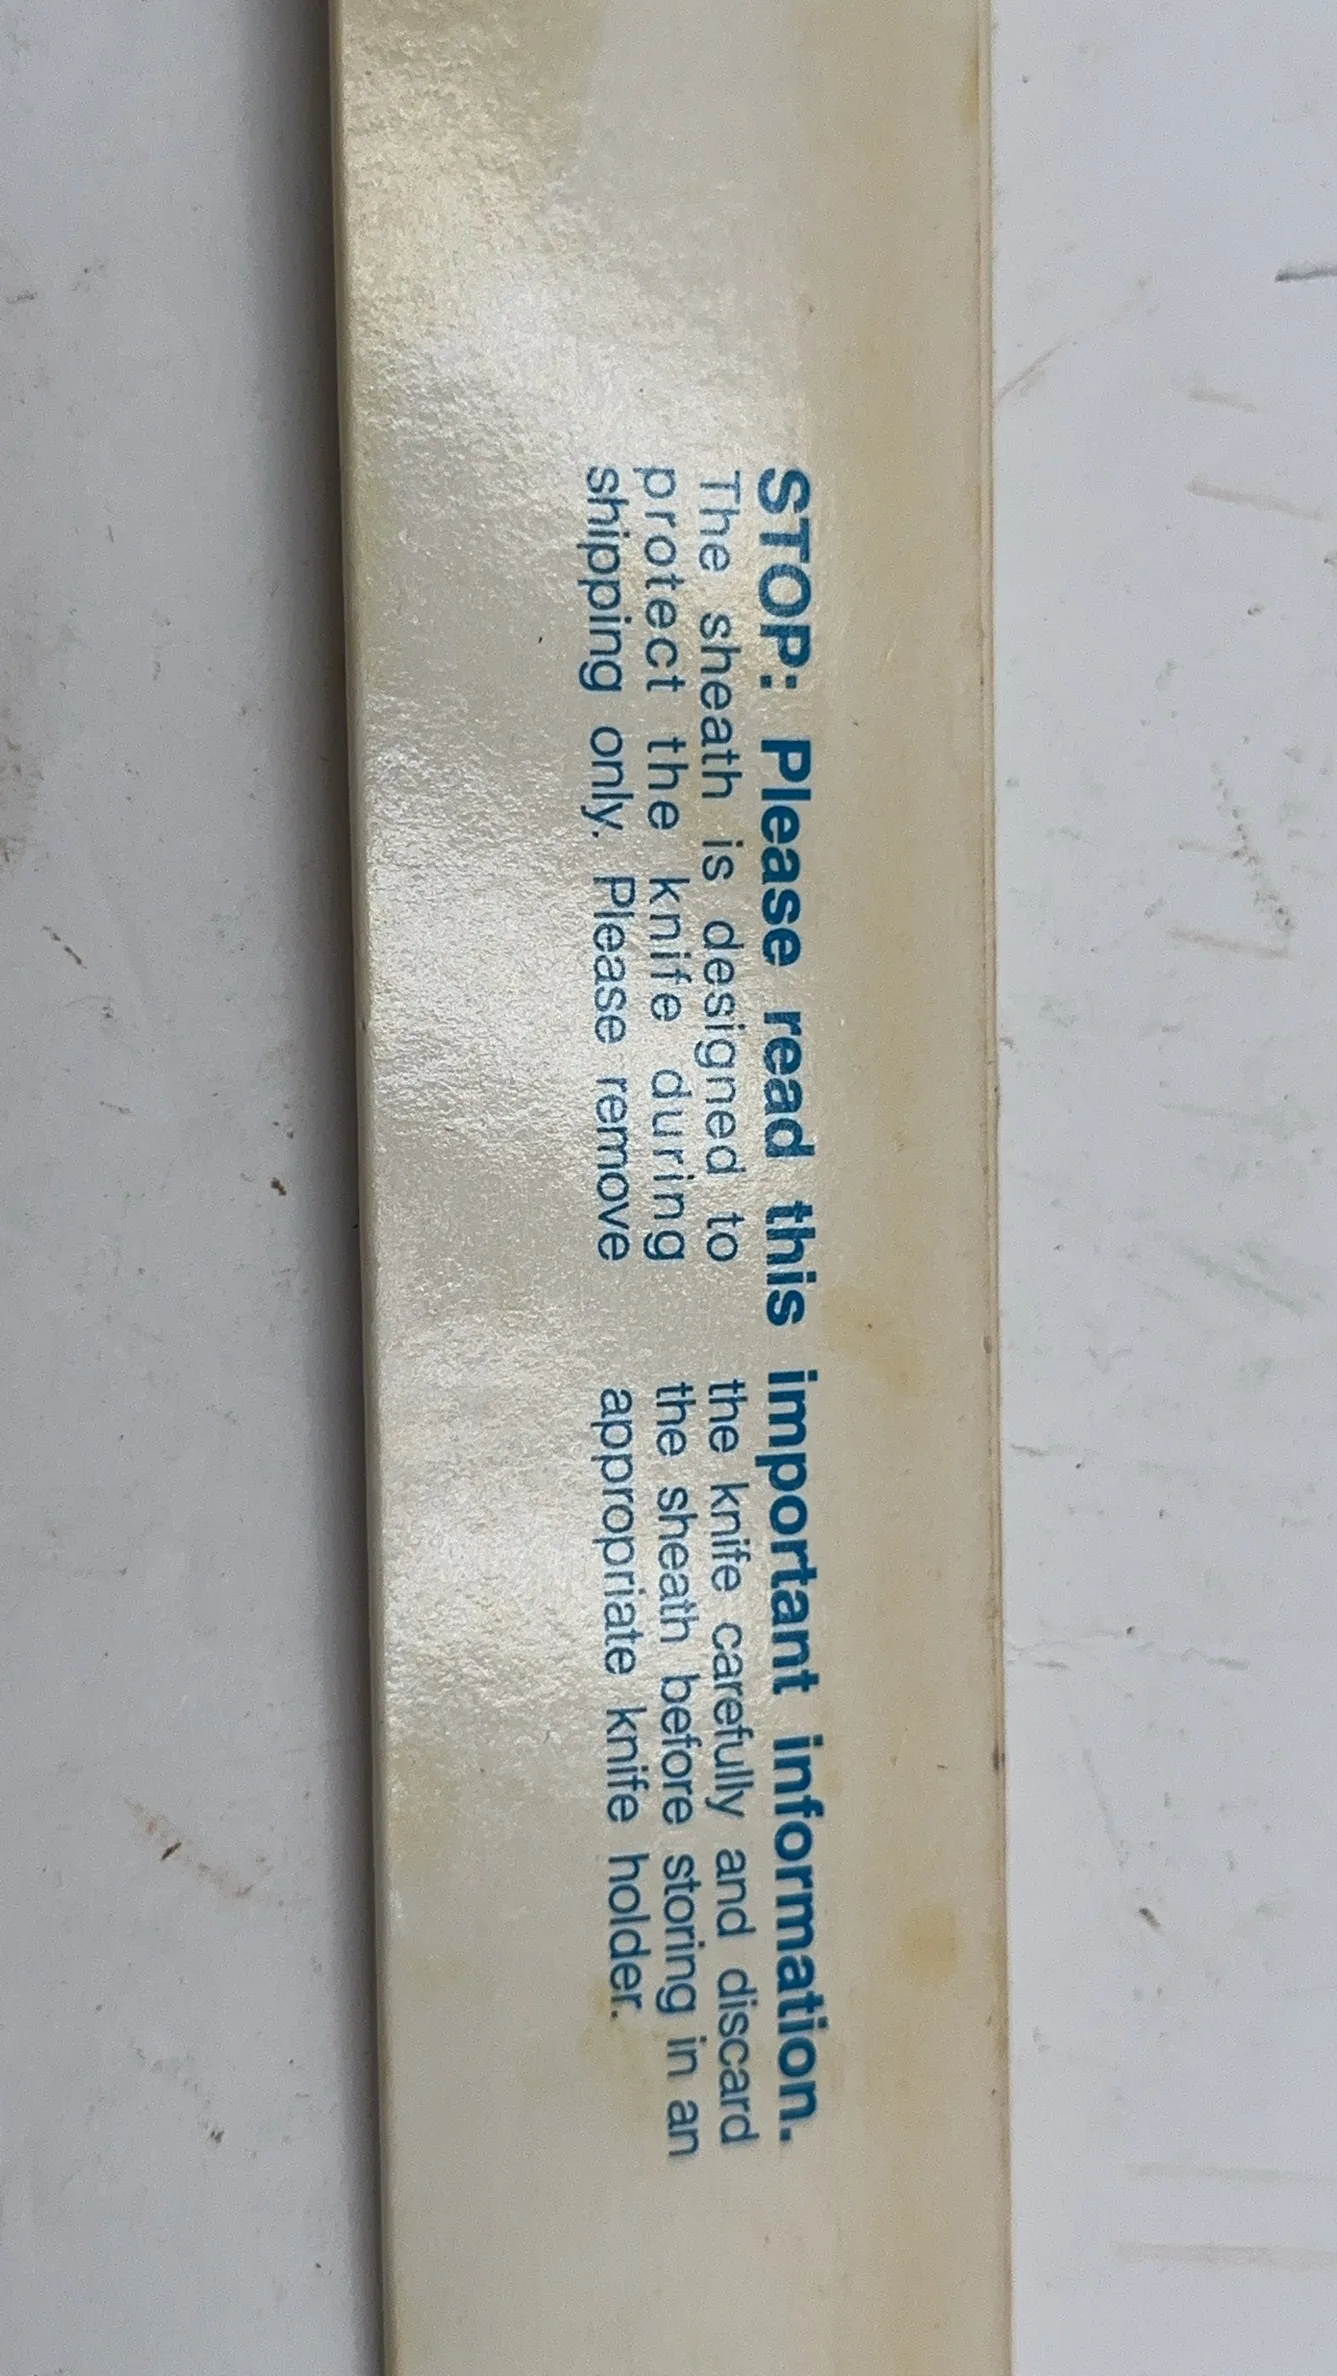 STOP: Please read this important information.
The sheath is designed to
protect the knife during
shipping only. Please remove
the knife carefully and discard
the sheath before storing in an
appropriate knife holder.